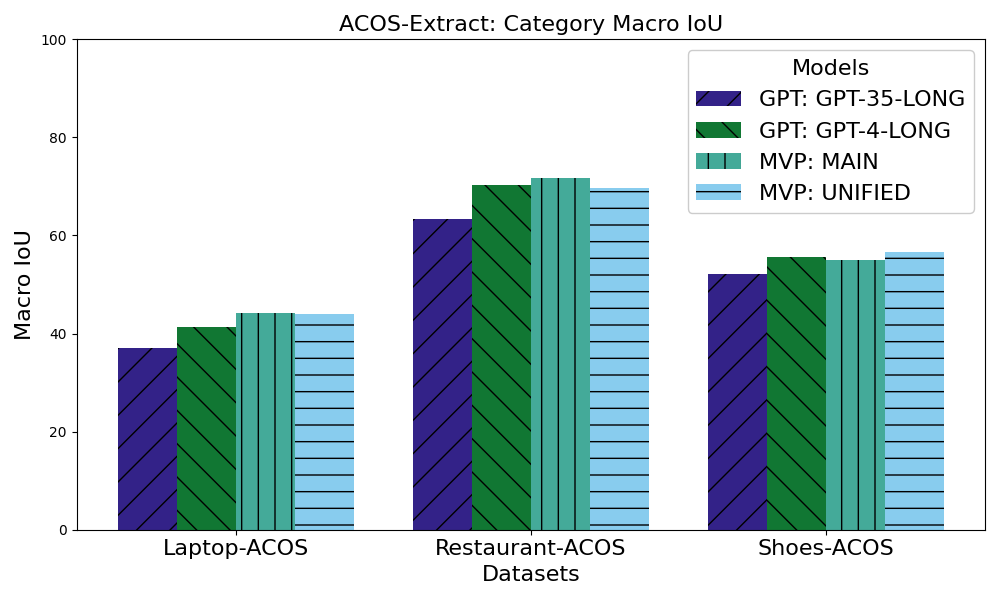 ACOS-Extract: Category Macro IoU
100
80
60
40
20
0
Macro IoU
Models
GPT: GPT-35-LONG
GPT: GPT-4-LONG
MVP: MAIN
MVP: UNIFIED
Laptop-ACOS
Restaurant-ACOS
Shoes-ACOS
Datasets